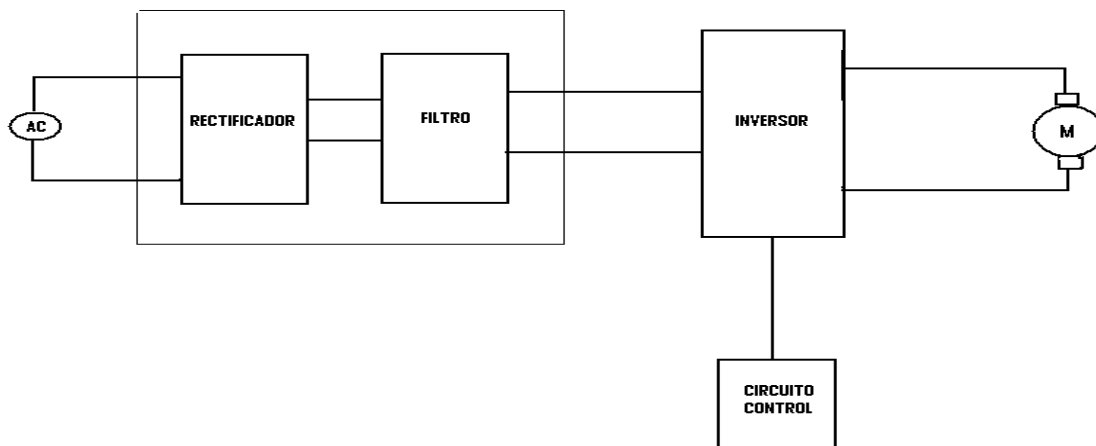 AC
RECTIFICADOR
FILTRO
INVERSOR
M
CIRCUITO
CONTROL